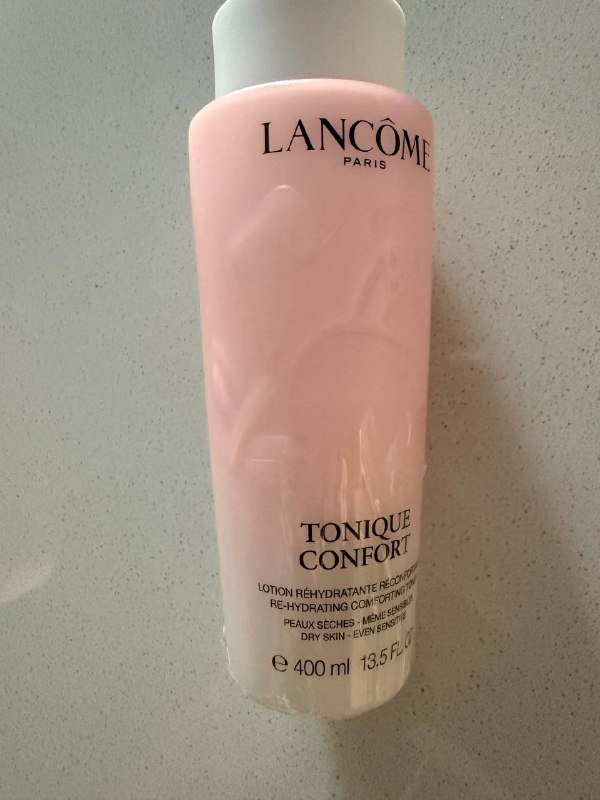 LANCÔME
PARIS
TONIQUE
CONFORT
LOTION RÉHYDRATANTE
RE-HYDRATING COMFORTING
PEAUX SÈCHES - MÊME SENSIBLES
DRY SKIN - EVEN SENSITIVE
e 400 ml 13.5 FL.